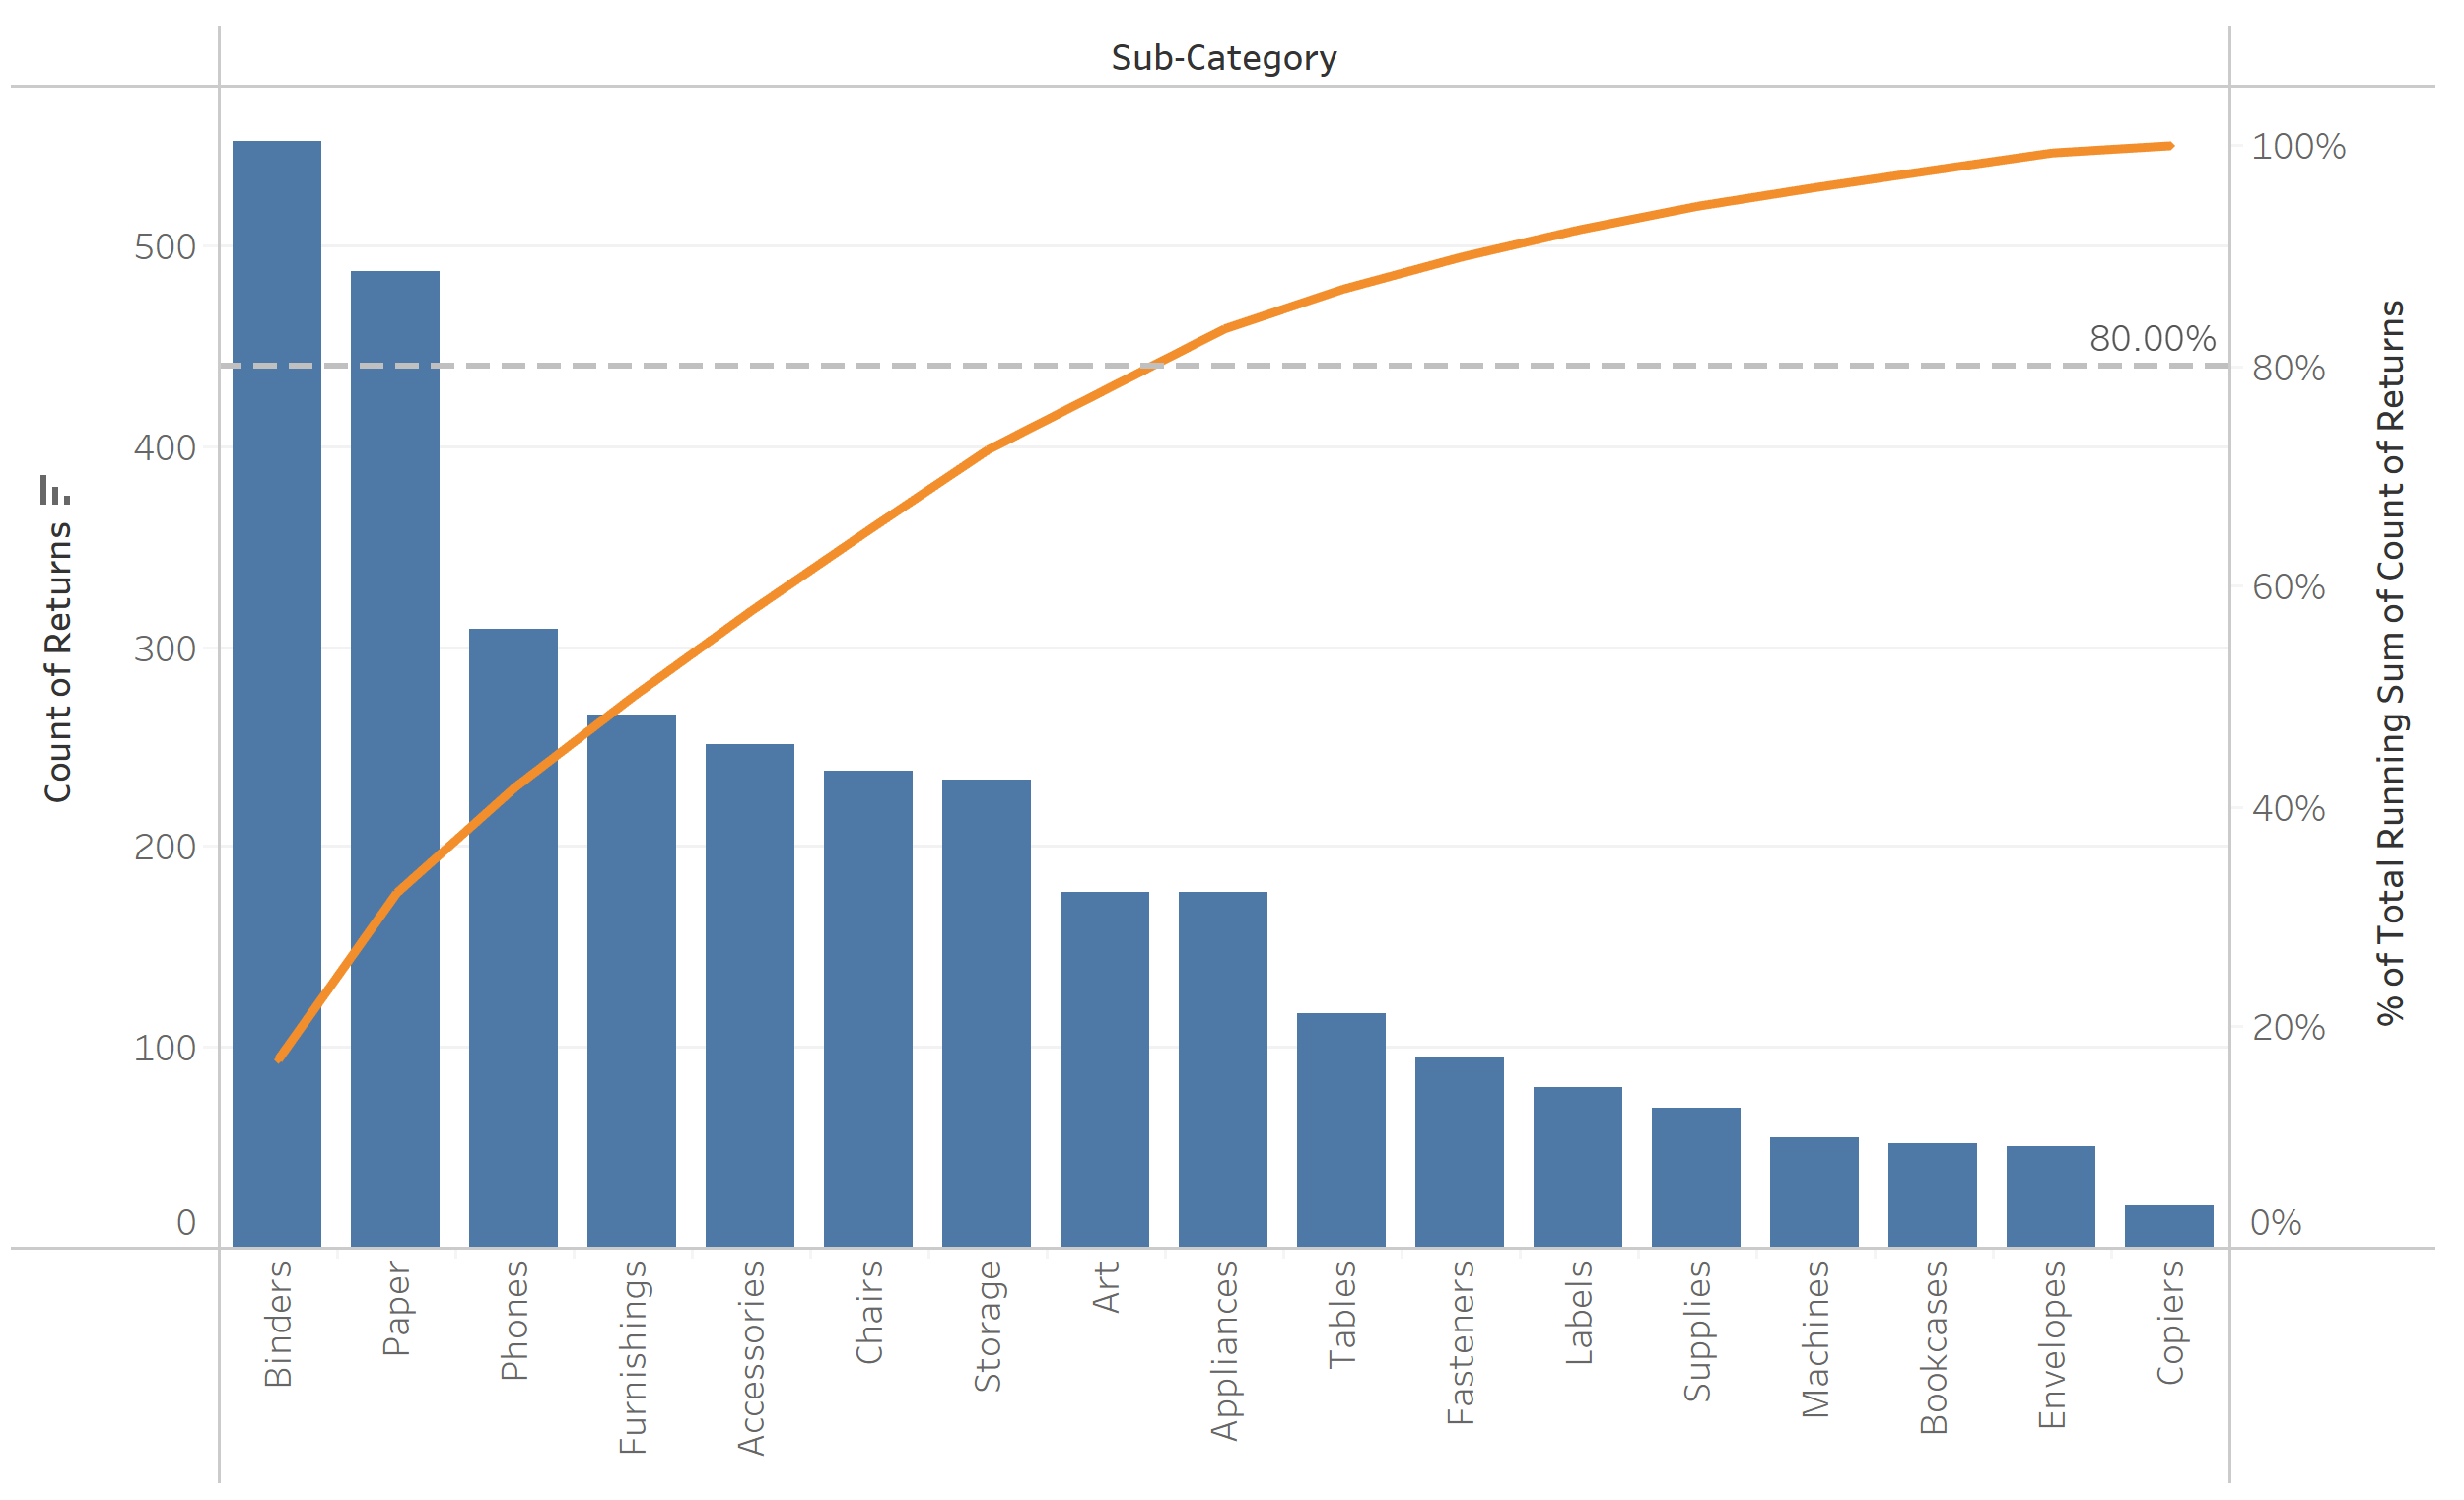 Sub-Category
Count of Returns
500
400
300
200
100
0
80.00%
100%
80%
60%
40%
20%
0%
% of Total Running Sum of Count of Returns
Binders
Paper
Phones
Furnishings
Accessories
Chairs
Storage
Art
Appliances
Tables
Fasteners
Labels
Supplies
Machines
Bookcases
Envelopes
Copiers